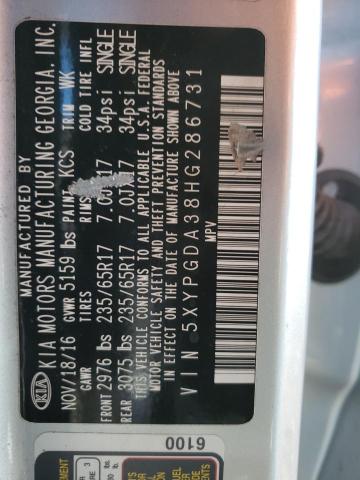 MANUFACTURED BY
KIA KIA MOTORS MANUFACTURING GEORGIA, INC.
NOV/18/16 GVWR 5159 lbs PAINT KCS TRIM WK
GAWR TIRES RIMS COLD TIRE INFL
FRONT 2976 lbs 235/65R17 7.0JX17 34psi SINGLE
REAR 3075 lbs 235/65R17 7.0JX17 34psi SINGLE
THIS VEHICLE CONFORMS TO ALL APPLICABLE U.S.A. FEDERAL
MOTOR VEHICLE SAFETY AND THEFT PREVENTION STANDARDS
IN EFFECT ON THE DATE OF MANUFACTURE SHOWN ABOVE
VIN 5XYPGDA38HG286731
MPV
6100